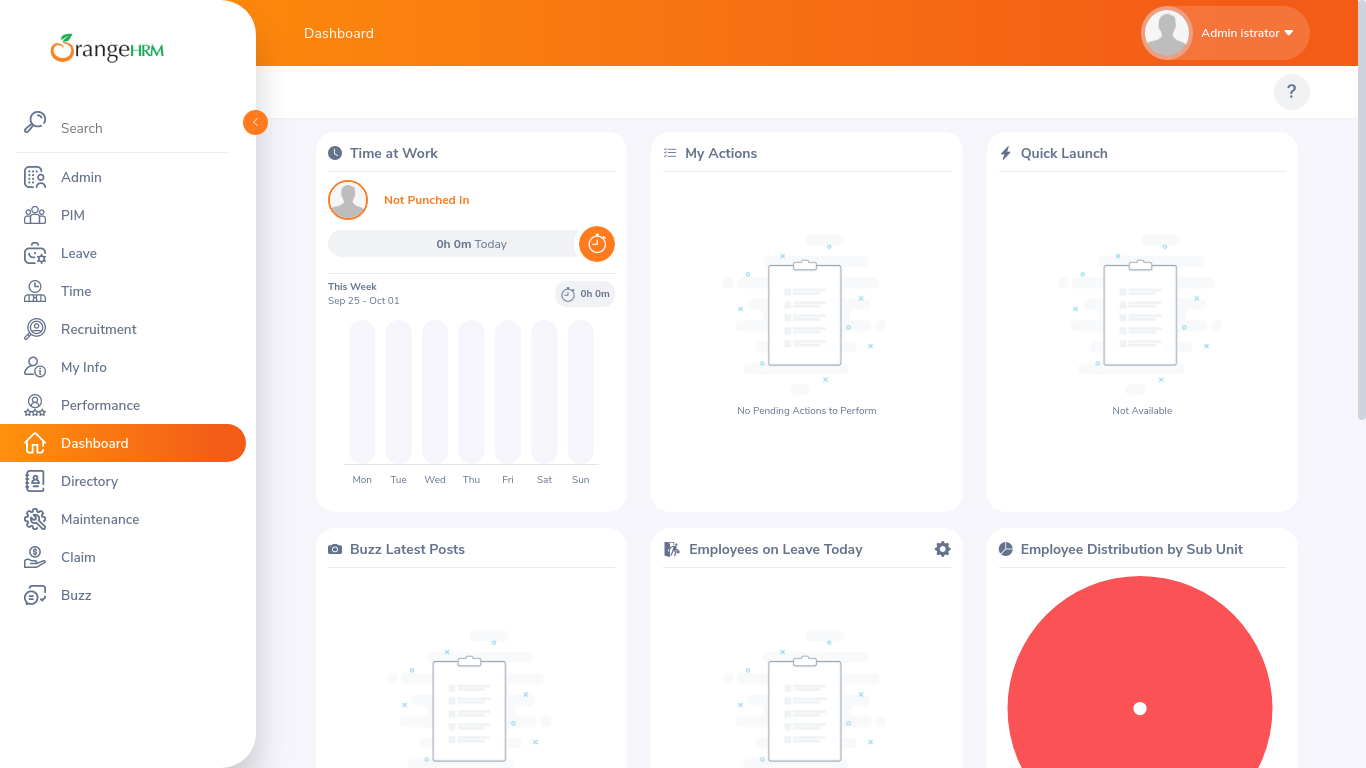 OrangeHRM
Dashboard
Admin istrator
?
Search
Admin
PIM
Leave
Time
Recruitment
My Info
Performance
Dashboard
Directory
Maintenance
Claim
Buzz
Time at Work
Not Punched In
0h 0m Today
This Week
Sep 25 - Oct 01
0h 0m
Mon Tue Wed Thu Fri Sat Sun
My Actions
No Pending Actions to Perform
Quick Launch
Not Available
Buzz Latest Posts
Employees on Leave Today
Employee Distribution by Sub Unit